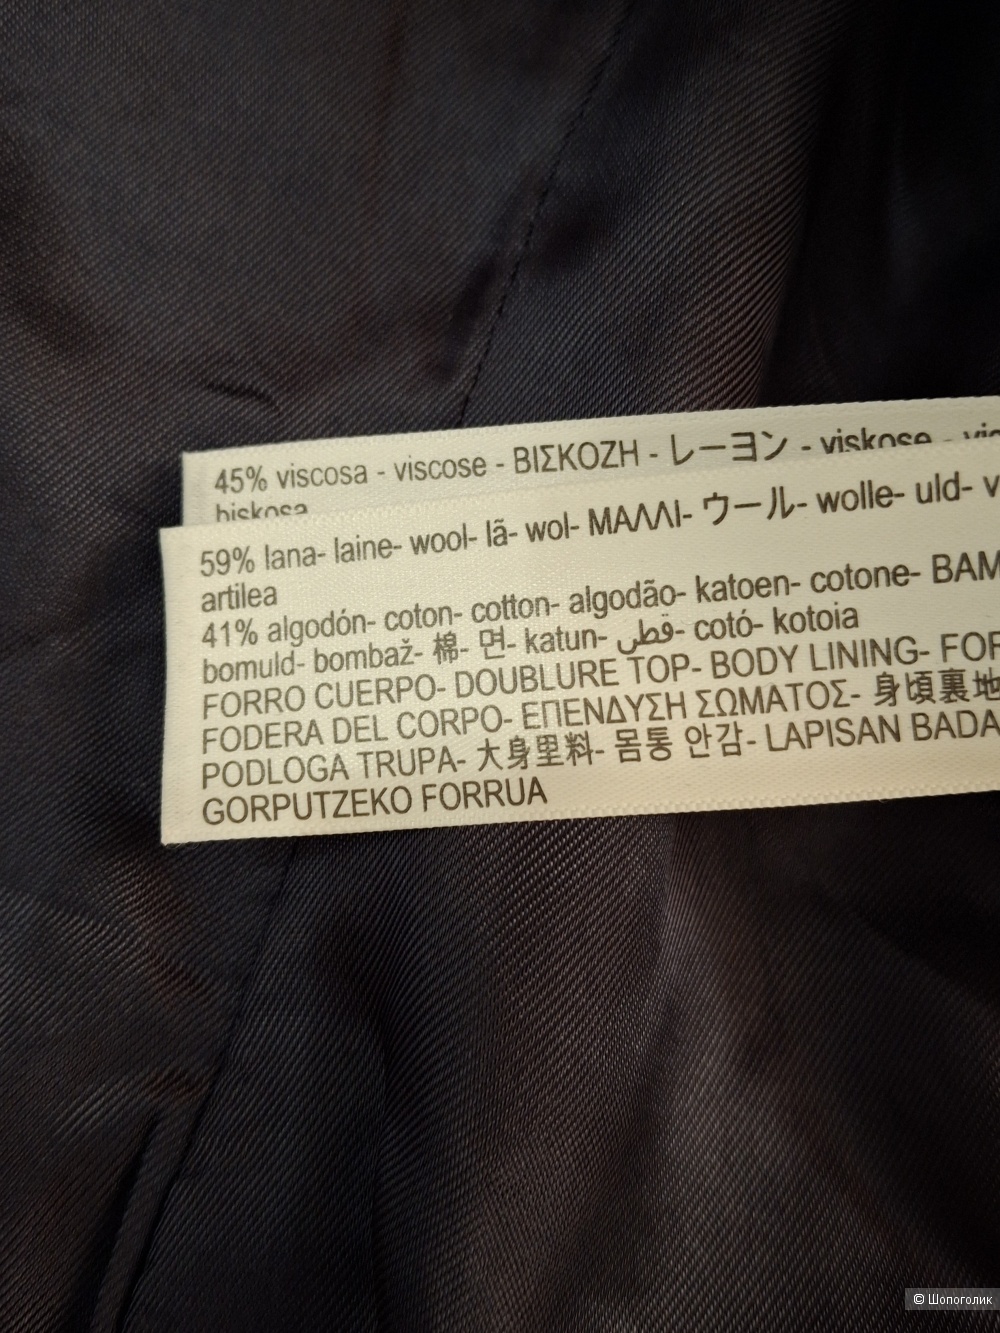 45% viscosa - viscose - ΒΙΣΚΟΖΗ - レーヨン - viskose -
biskosa
59% lana- laine- wool- lã- wol- ΜΑΛΛΙ- ウール- wolle- uld-
artilea
41% algodón- coton- cotton- algodão- katoen- cotone-
bomuld- bombaž- 棉- 면- katun- قطن- cotó- kotoia
FORRO CUERPO- DOUBLURE TOP- BODY LINING-
FODERA DEL CORPO- ΕΠΕΝΔΥΣΗ ΣΩΜΑΤΟΣ- 身頃裏地
PODLOGA TRUPA- 大身里料- 몸통 안감- LAPISAN BADA
GORPUTZEKO FORRUA
© Шопоголик